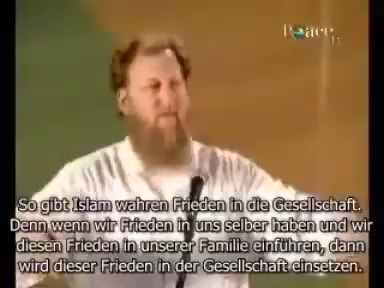 Peace
tv
So gibt Islam wahren Frieden in die Gesellschaft.
Denn wenn wir Frieden in uns selber haben und wir
diesen Frieden in unserer Familie einführen, dann
wird dieser Frieden in der Gesellschaft einsetzen.